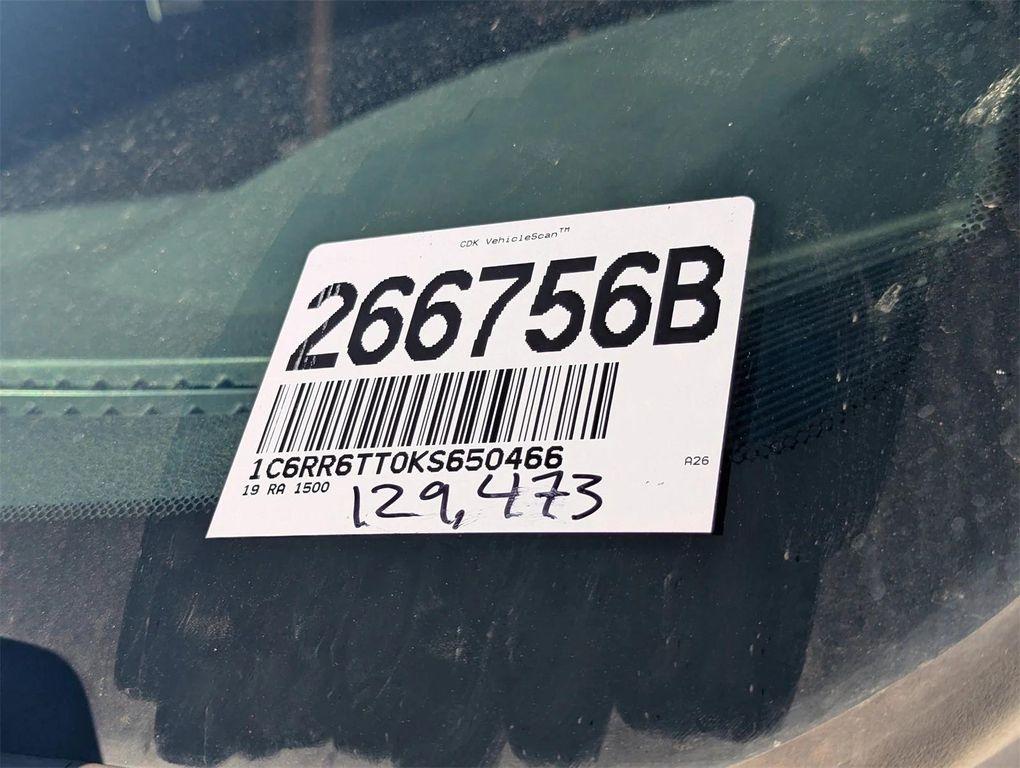 CDK VehicleScan™
266756B
1C6RR6TT0KS650466
A26
19 RA 1500
129,473